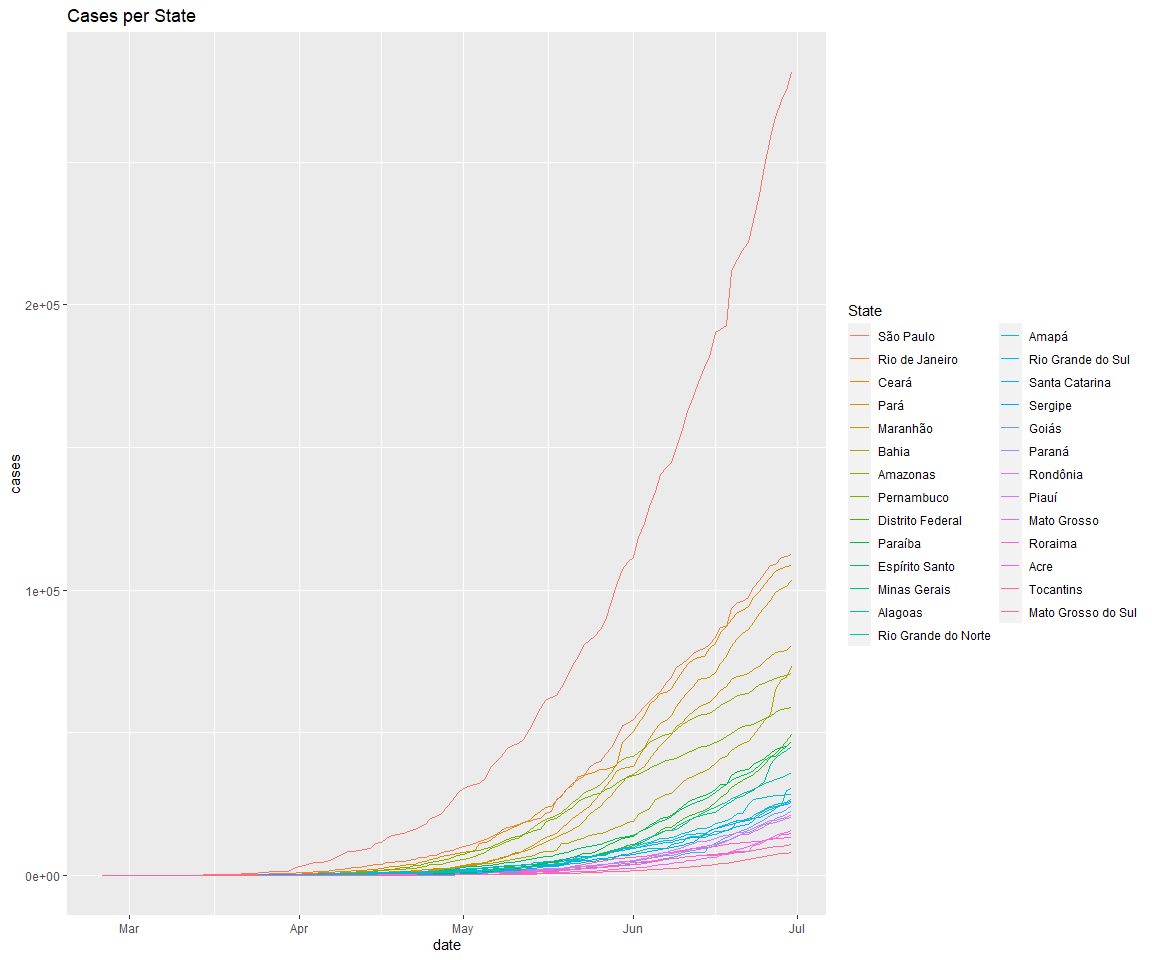 Cases per State
cases
2e+05
1e+05
0e+00
Mar
Apr
May
Jun
Jul
date
State
São Paulo
Rio de Janeiro
Ceará
Pará
Maranhão
Bahia
Amazonas
Pernambuco
Distrito Federal
Paraíba
Espírito Santo
Minas Gerais
Alagoas
Rio Grande do Norte
Amapá
Rio Grande do Sul
Santa Catarina
Sergipe
Goiás
Paraná
Rondônia
Piauí
Mato Grosso
Roraima
Acre
Tocantins
Mato Grosso do Sul